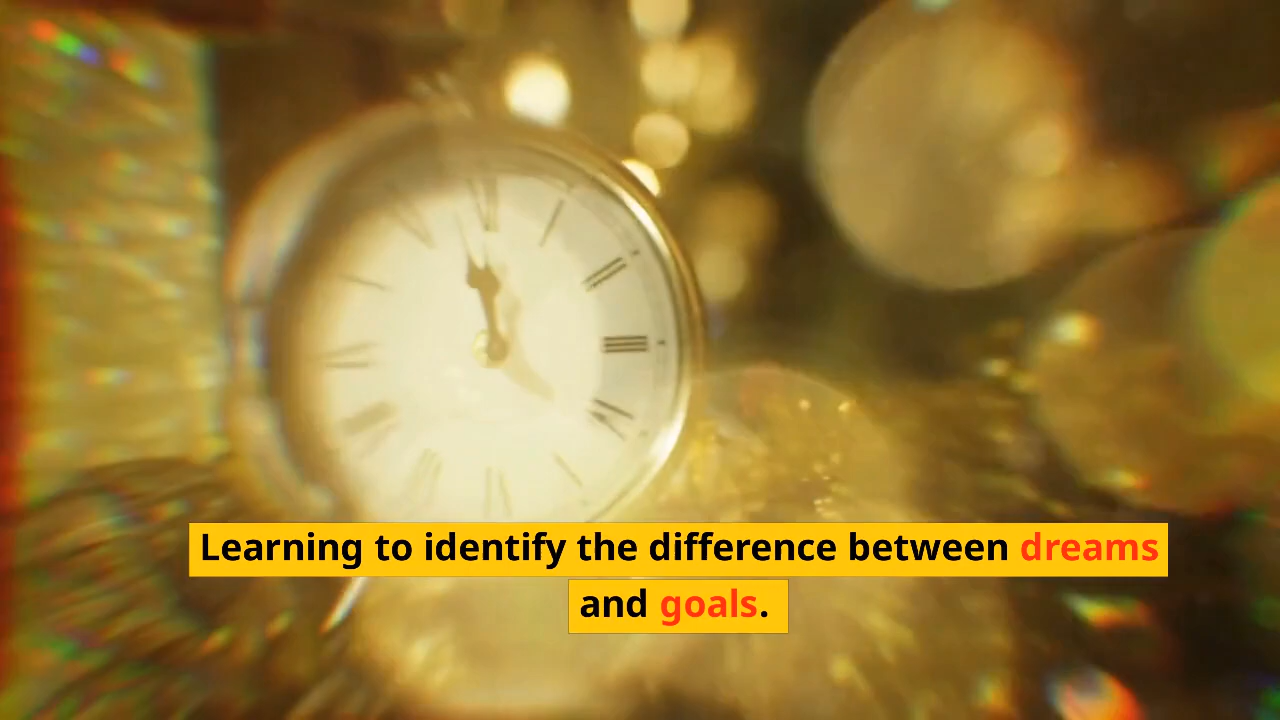 Learning to identify the difference between dreams
and goals.